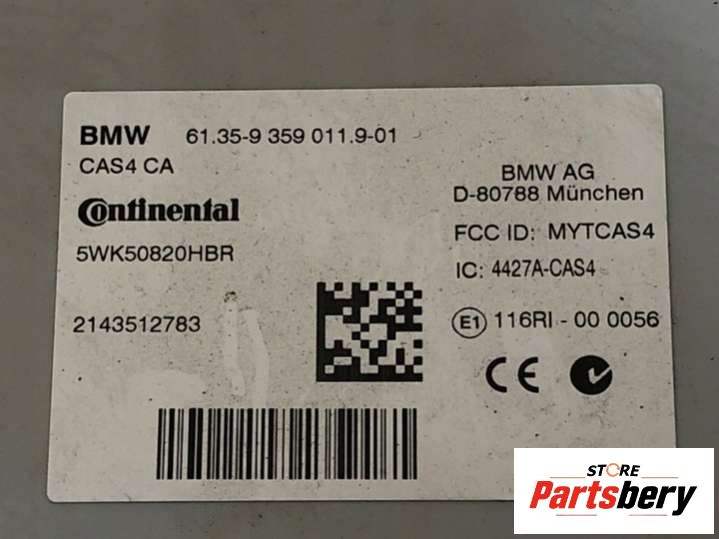 BMW 61.35-9 359 011.9-01
CAS4 CA
BMW AG
D-80788 München
Continental
FCC ID: MYTCAS4
5WK50820HBR
IC: 4427A-CAS4
2143512783
E1 116RI - 00 0056
CE
STORE
Partsbery